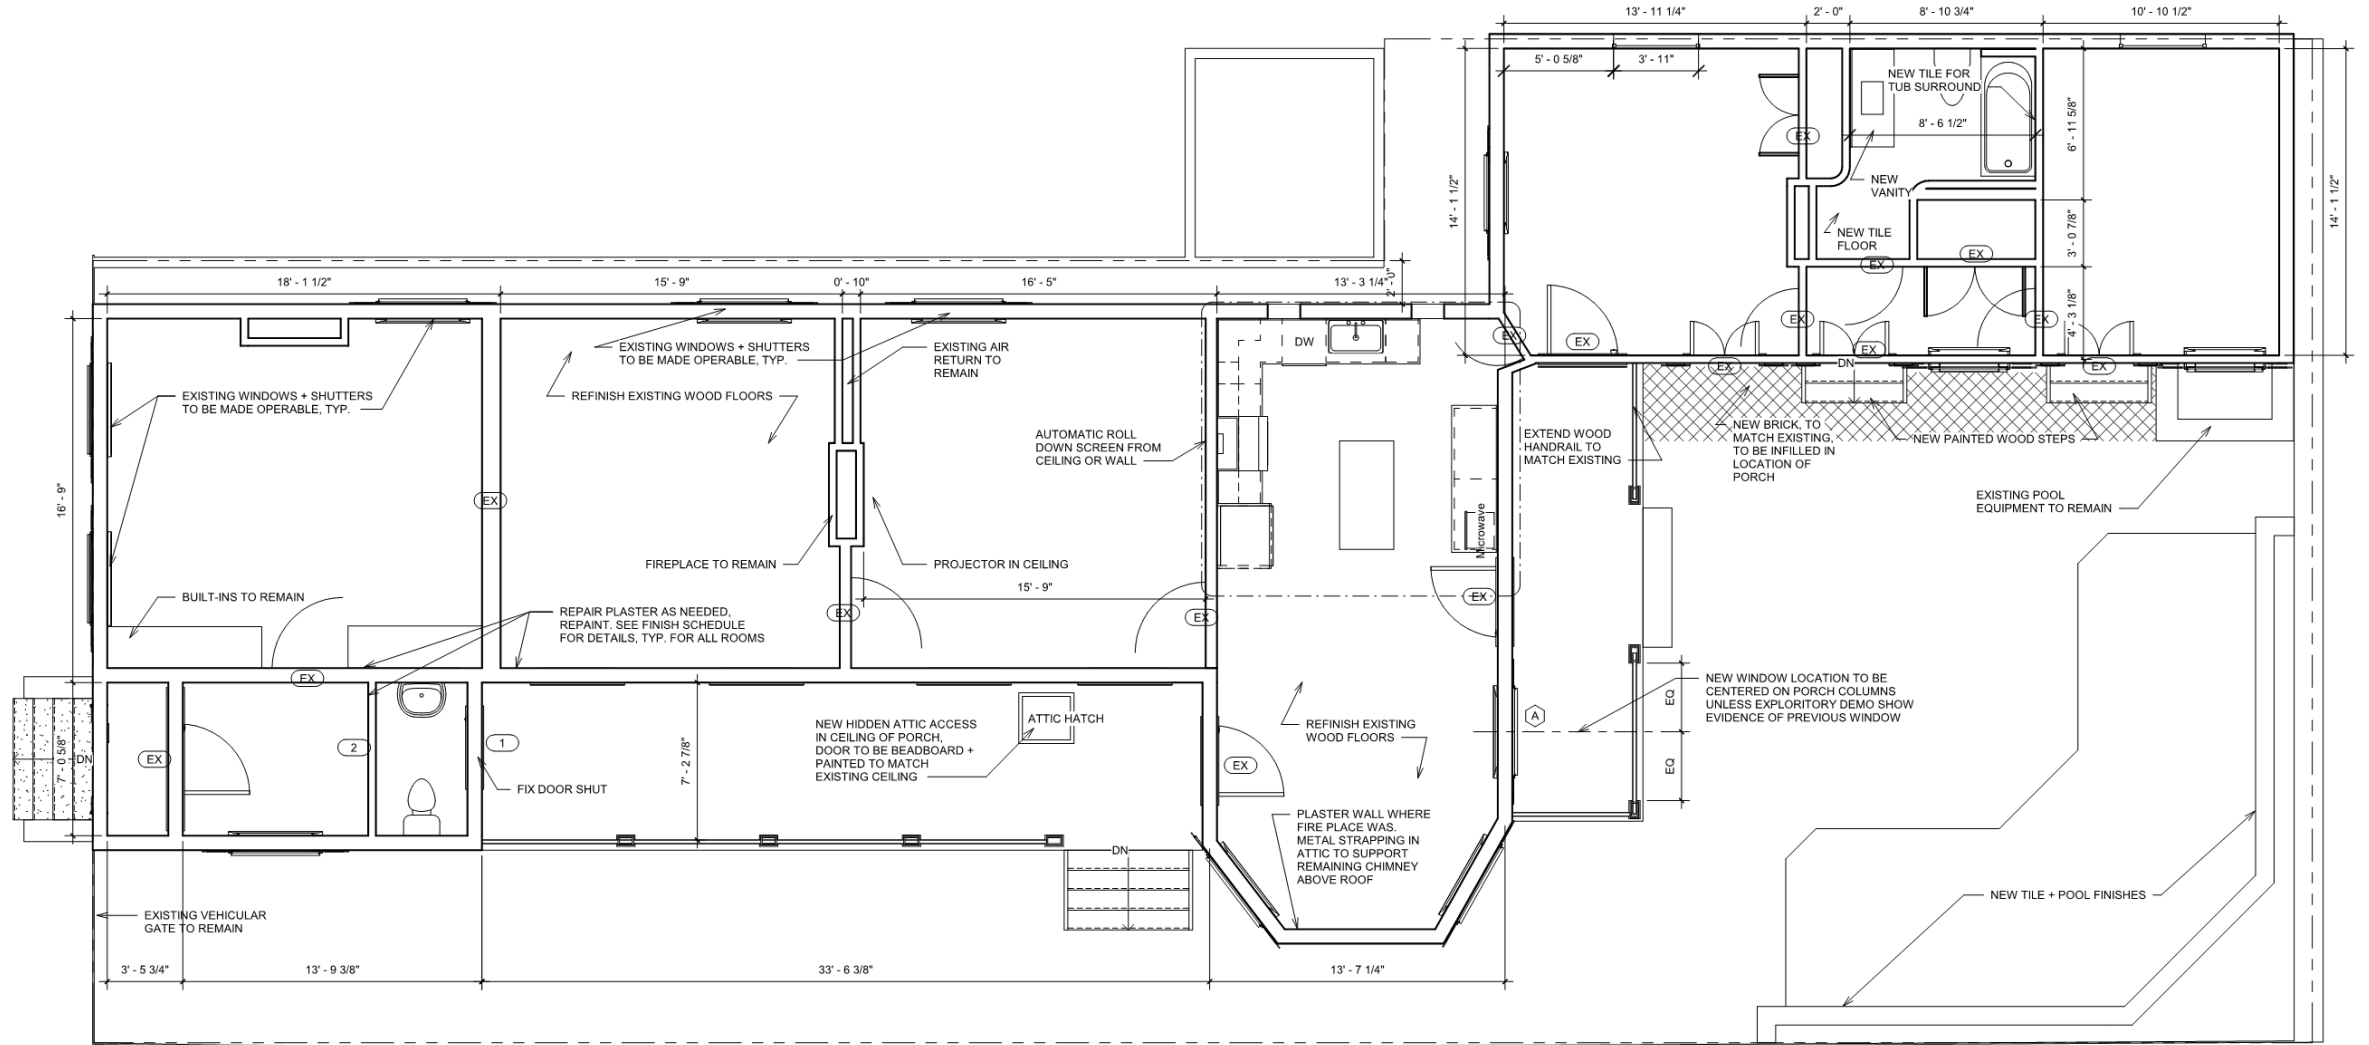 13' - 11 1/4"
2' - 0"
8' - 10 3/4"
10' - 10 1/2"
5' - 0 5/8"
3' - 11"
NEW TILE FOR
TUB SURROUND
8' - 6 1/2"
6' - 11 5/8"
EX
14' - 1 1/2"
14' - 1 1/2"
NEW
VANITY
NEW TILE
FLOOR
3' - 0 7/8"
EX
EX
4' - 3 1/8"
18' - 1 1/2"
15' - 9"
0' - 10"
16' - 5"
13' - 3 1/4"
2' - 0"
EX
EX
EX
EX
EX
EX
EX
DN
DN
EXISTING WINDOWS + SHUTTERS
TO BE MADE OPERABLE, TYP.
EXISTING AIR
RETURN TO
REMAIN
DW
EXISTING WINDOWS + SHUTTERS
TO BE MADE OPERABLE, TYP.
REFINISH EXISTING WOOD FLOORS
AUTOMATIC ROLL
DOWN SCREEN FROM
CEILING OR WALL
EXTEND WOOD
HANDRAIL TO
MATCH EXISTING
NEW BRICK, TO
MATCH EXISTING,
TO BE INFILLED IN
LOCATION OF
PORCH
NEW PAINTED WOOD STEPS
EXISTING POOL
EQUIPMENT TO REMAIN
16' - 9"
EX
Microwave
FIREPLACE TO REMAIN
PROJECTOR IN CEILING
15' - 9"
BUILT-INS TO REMAIN
REPAIR PLASTER AS NEEDED,
REPAINT. SEE FINISH SCHEDULE
FOR DETAILS, TYP. FOR ALL ROOMS
EX
EX
EX
EX
NEW WINDOW LOCATION TO BE
CENTERED ON PORCH COLUMNS
UNLESS EXPLORITORY DEMO SHOW
EVIDENCE OF PREVIOUS WINDOW
EQ
EQ
A
7' - 0 5/8"
DN
EX
2
1
FIX DOOR SHUT
7' - 2 7/8"
NEW HIDDEN ATTIC ACCESS
IN CEILING OF PORCH,
DOOR TO BE BEADBOARD +
PAINTED TO MATCH
EXISTING CEILING
ATTIC HATCH
REFINISH EXISTING
WOOD FLOORS
EX
PLASTER WALL WHERE
FIRE PLACE WAS.
METAL STRAPPING IN
ATTIC TO SUPPORT
REMAINING CHIMNEY
ABOVE ROOF
DN
NEW TILE + POOL FINISHES
EXISTING VEHICULAR
GATE TO REMAIN
3' - 5 3/4"
13' - 9 3/8"
33' - 6 3/8"
13' - 7 1/4"